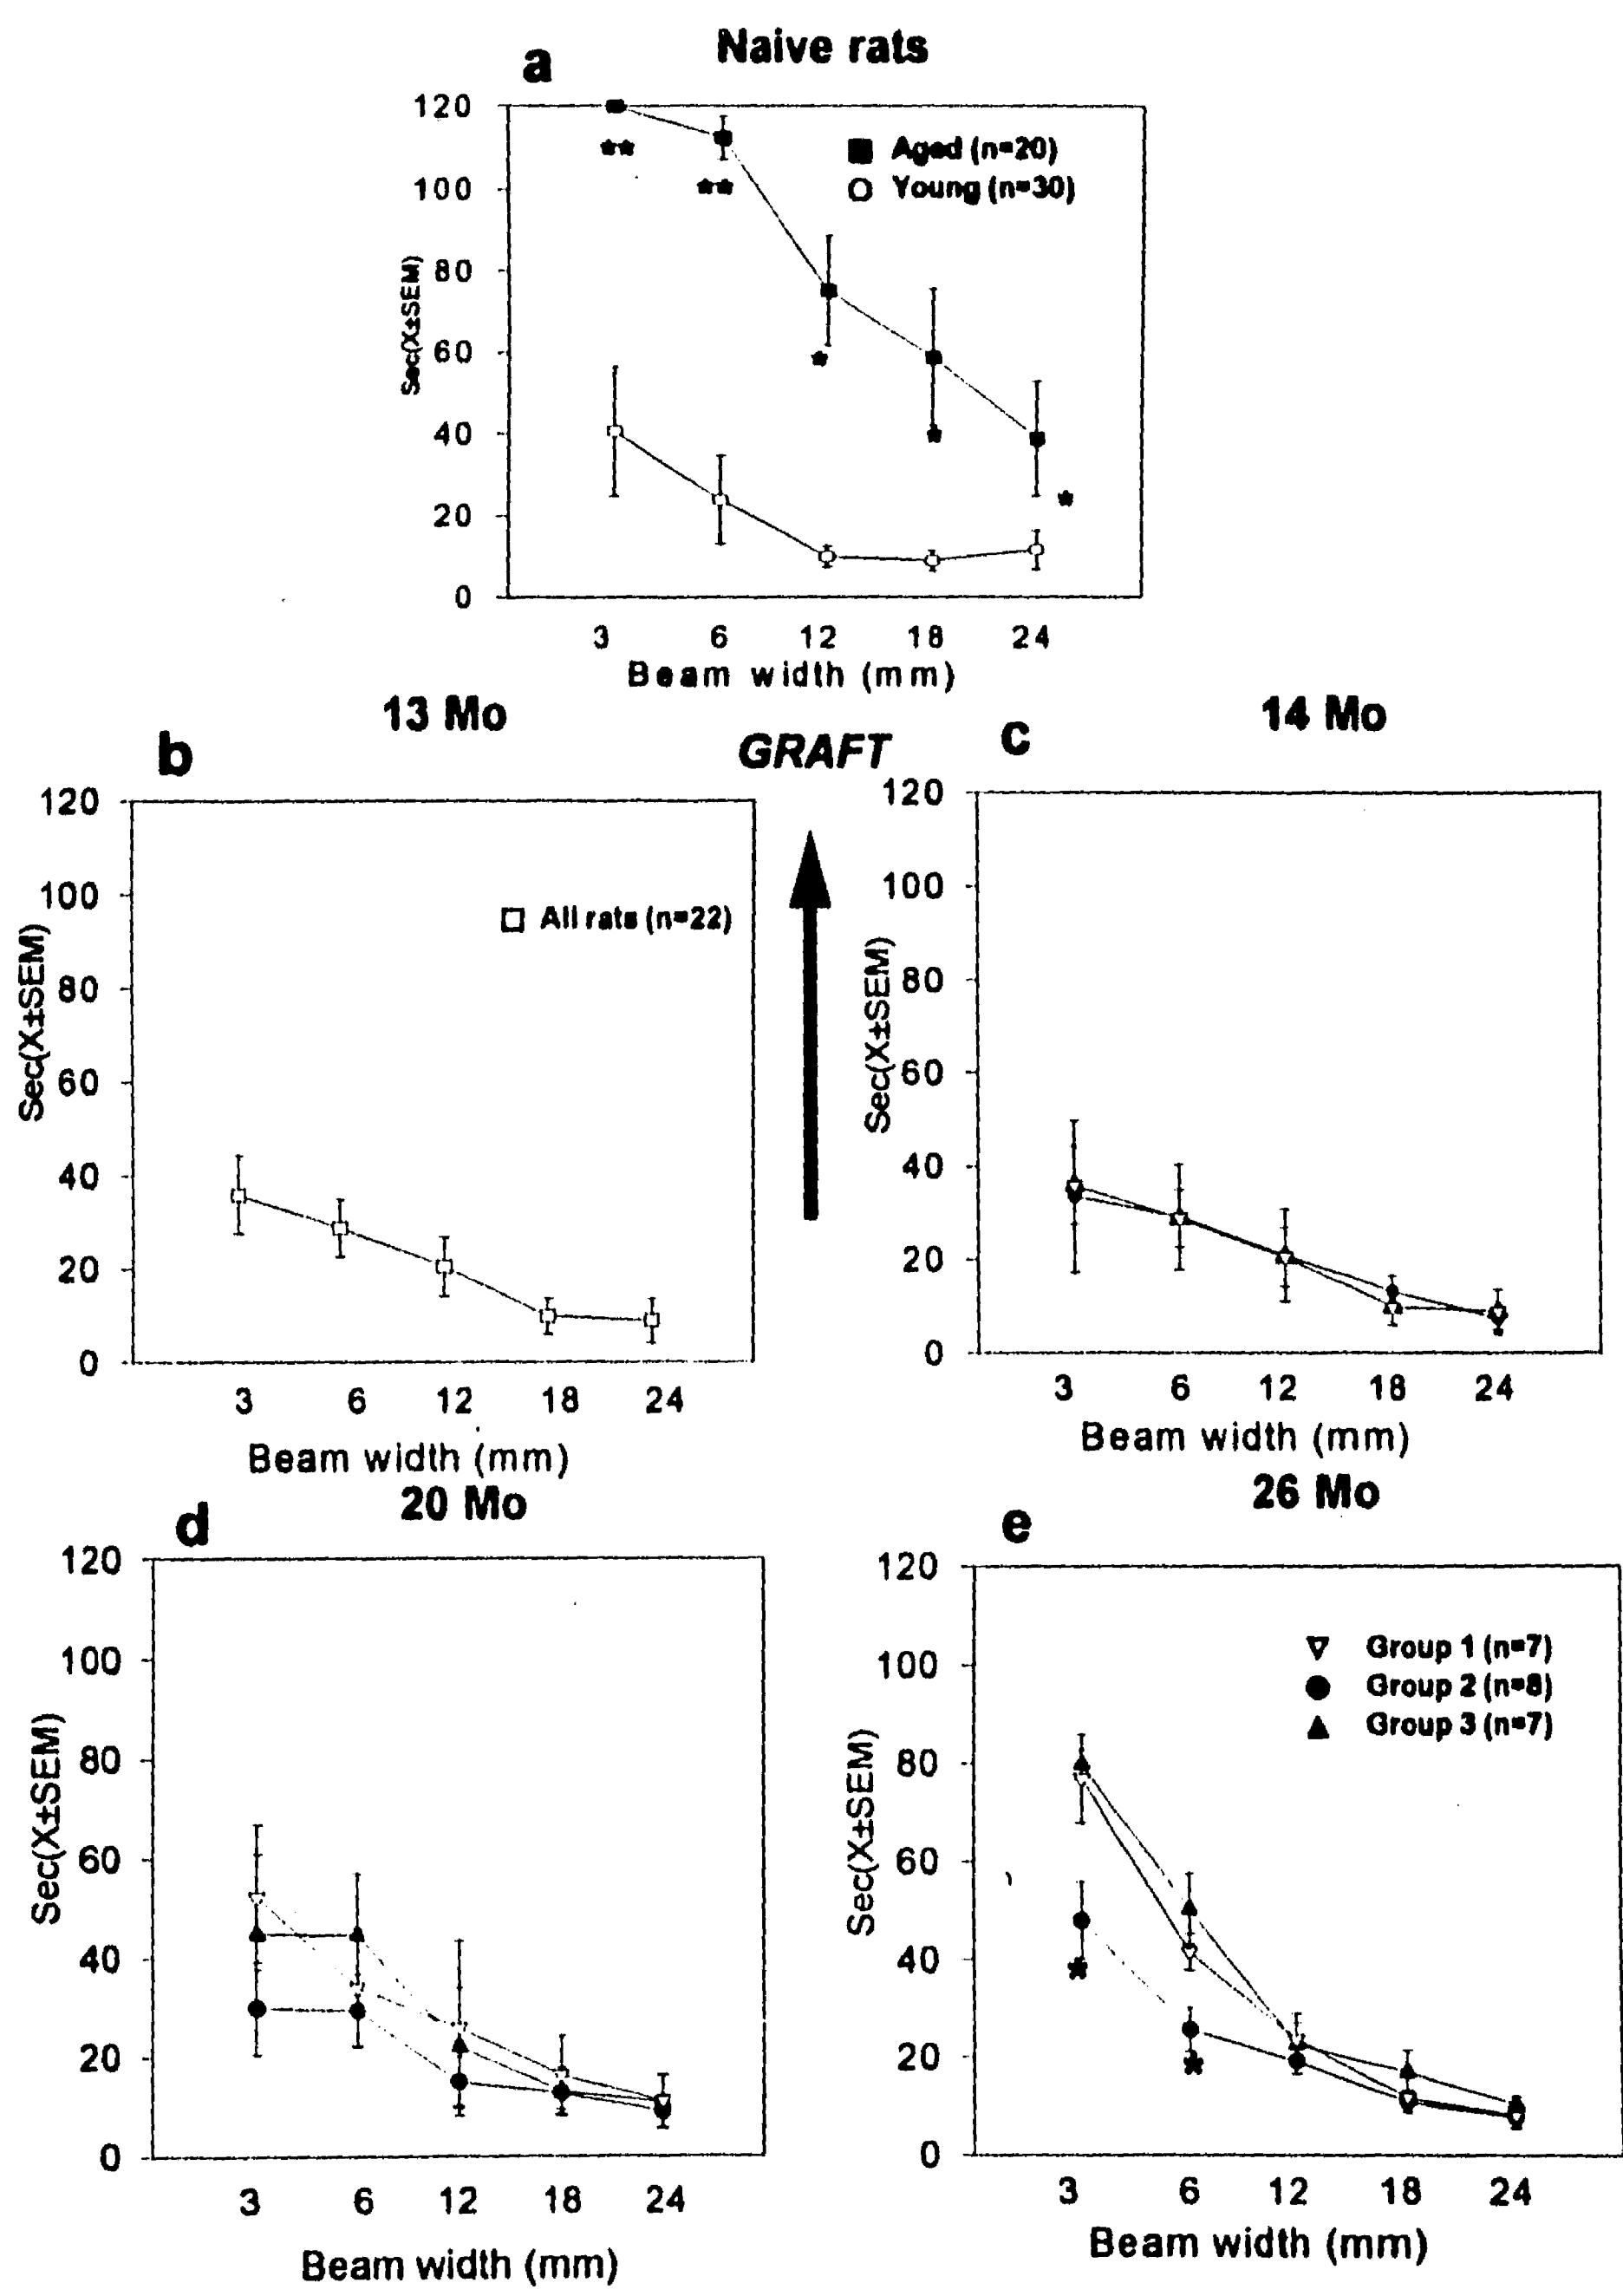 a Naive rats
120
100
80
60
40
20
0
Sec(X±SEM)
Aged (n=20)
Young (n=30)
**
**
*
*
*
3 6 12 18 24
Beam width (mm)
b 13 Mo
GRAFT
c 14 Mo
120
100
80
60
40
20
0
Sec(X±SEM)
All rats (n=22)
3 6 12 18 24
Beam width (mm)
120
100
80
60
40
20
0
Sec(X±SEM)
3 6 12 18 24
Beam width (mm)
d 20 Mo
120
100
80
60
40
20
0
Sec(X±SEM)
3 6 12 18 24
Beam width (mm)
e 26 Mo
120
100
80
60
40
20
0
Sec(X±SEM)
Group 1 (n=7)
Group 2 (n=8)
Group 3 (n=7)
*
*
3 6 12 18 24
Beam width (mm)